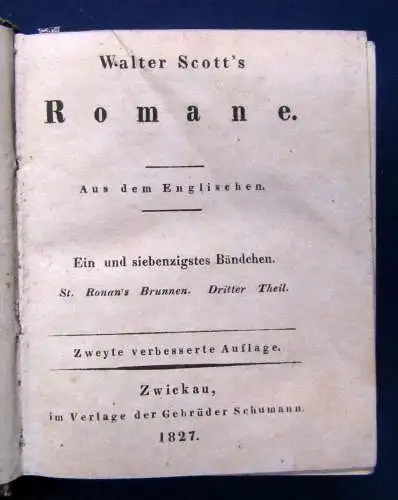 Walter Scott's
Romane.
Aus dem Englischen.
Ein und siebenzigstes Bändchen.
St. Ronan's Brunnen. Dritter Theil.
Zweyte verbesserte Auflage.
Zwickau,
im Verlage der Gebrüder Schumann.
1827.